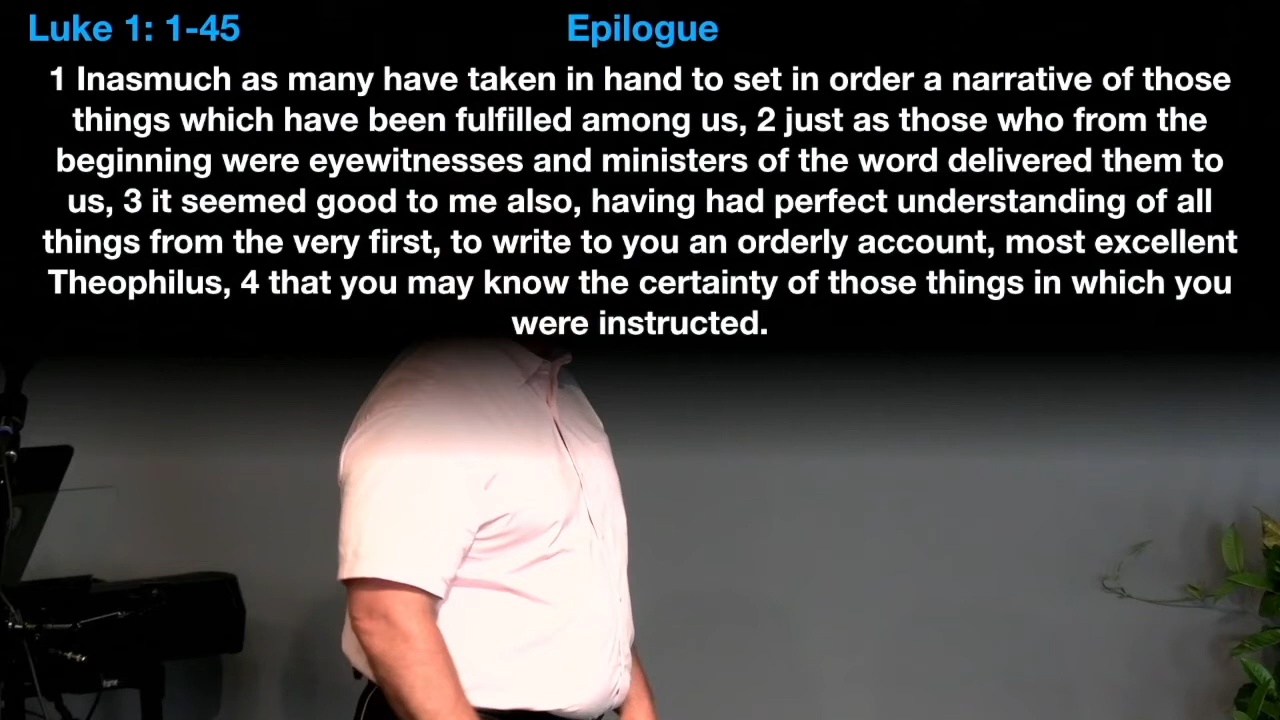 Luke 1: 1-45 Epilogue
1 Inasmuch as many have taken in hand to set in order a narrative of those
things which have been fulfilled among us, 2 just as those who from the
beginning were eyewitnesses and ministers of the word delivered them to
us, 3 it seemed good to me also, having had perfect understanding of all
things from the very first, to write to you an orderly account, most excellent
Theophilus, 4 that you may know the certainty of those things in which you
were instructed.